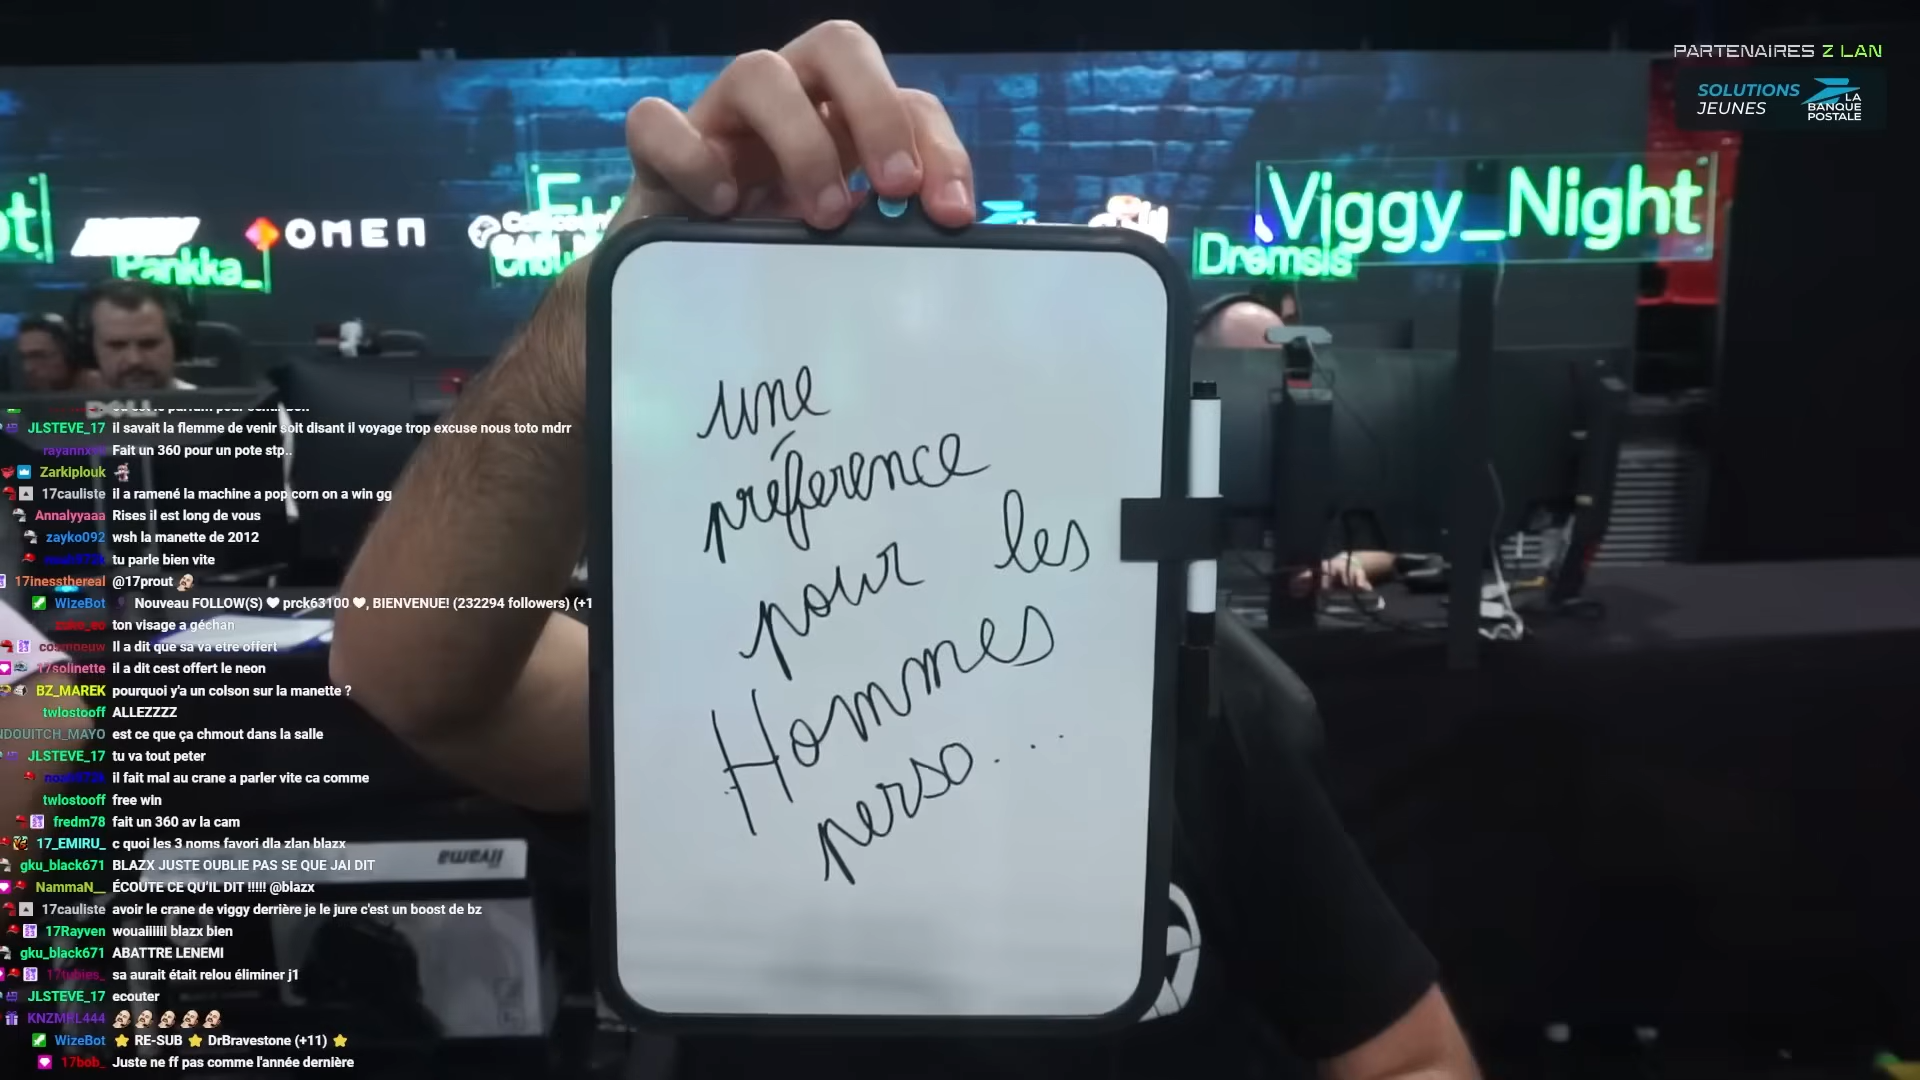 PARTENAIRES Z LAN
SOLUTIONS
JEUNES
LA
BANQUE
POSTALE
Viggy_Night
Dromsis
OMEN
Pankka_
DELL
une
préference
pour les
Hommes
perso....
JLSTEVE_17 il savait la flemme de venir soit disant il voyage trop excuse nous toto mdrr
Fait un 360 pour un pote stp..
Zarkiplouk
17cauliste il a ramené la machine a pop corn on a win gg
Annalyyaaa Rises il est long de vous
zayko092 wsh la manette de 2012
tu parle bien vite
17inessthereal @17prout
WizeBot Nouveau FOLLOW(S) ♥ prck63100 ♥, BIENVENUE! (232294 followers) (+1
ton visage a géchan
Il a dit que sa va etre offert
17solinette il a dit cest offert le neon
BZ_MAREK pourquoi y'a un colson sur la manette ?
twlostooff ALLEZZZZ
NDOUITCH_MAYO est ce que ça chmout dans la salle
JLSTEVE_17 tu va tout peter
il fait mal au crane a parler vite ca comme
twlostooff free win
fredm78 fait un 360 av la cam
17_EMIRU_ c quoi les 3 noms favori dla zlan blazx
gku_black671 BLAZX JUSTE OUBLIE PAS SE QUE JAI DIT
NammaN__ ÉCOUTE CE QU'IL DIT !!!!! @blazx
17cauliste avoir le crane de viggy derrière je le jure c'est un boost de bz
17Rayven wouaiiiiii blazx bien
gku_black671 ABATTRE LENEMI
sa aurait était relou éliminer j1
JLSTEVE_17 ecouter
KNZMRL444
WizeBot ⭐ RE-SUB ⭐ DrBravestone (+11) ⭐
17bob_ Juste ne ff pas comme l'année dernière
iiyama